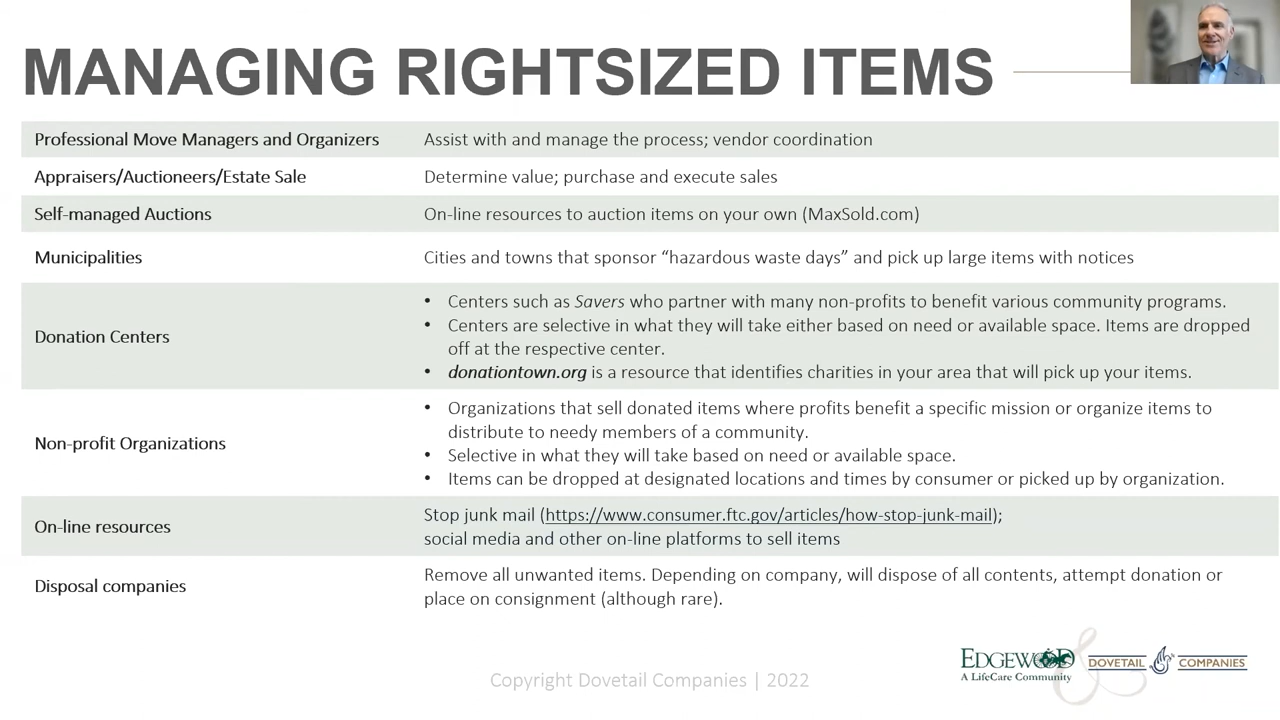 MANAGING RIGHTSIZED ITEMS
Professional Move Managers and Organizers
Assist with and manage the process; vendor coordination
Appraisers/Auctioneers/Estate Sale
Determine value; purchase and execute sales
Self-managed Auctions
On-line resources to auction items on your own (MaxSold.com)
Municipalities
Cities and towns that sponsor “hazardous waste days” and pick up large items with notices
Donation Centers
• Centers such as Savers who partner with many non-profits to benefit various community programs.
• Centers are selective in what they will take either based on need or available space. Items are dropped
off at the respective center.
• donationtown.org is a resource that identifies charities in your area that will pick up your items.
Non-profit Organizations
• Organizations that sell donated items where profits benefit a specific mission or organize items to
distribute to needy members of a community.
• Selective in what they will take based on need or available space.
• Items can be dropped at designated locations and times by consumer or picked up by organization.
On-line resources
Stop junk mail (https://www.consumer.ftc.gov/articles/how-stop-junk-mail);
social media and other on-line platforms to sell items
Disposal companies
Remove all unwanted items. Depending on company, will dispose of all contents, attempt donation or
place on consignment (although rare).
EDGEWOOD
A LifeCare Community
DOVETAIL COMPANIES
Copyright Dovetail Companies | 2022